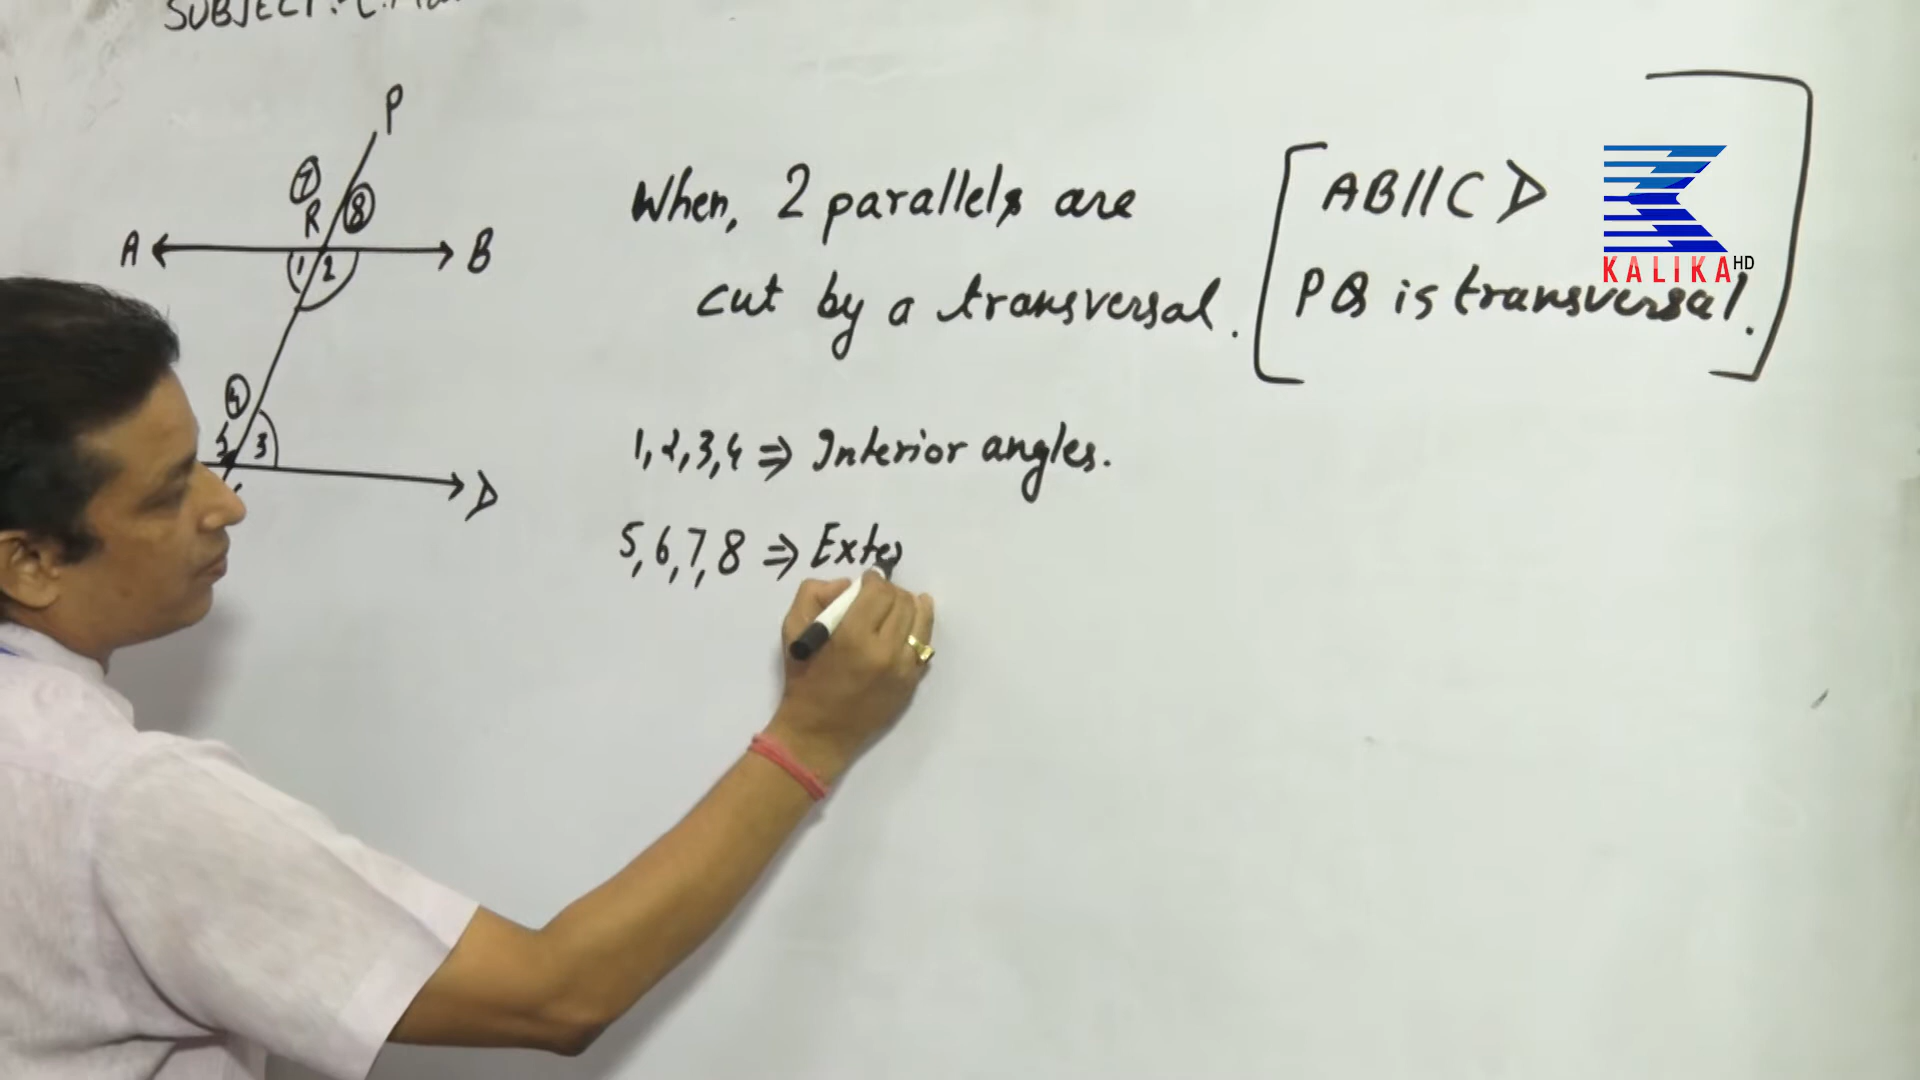 SUBJECT:-
P
7
R 8
A B
1 2
4
S 3
D
When, 2 parallels are
cut by a transversal.
[AB//CD
PQ is transversal.]
KALIKA HD
1,2,3,4 ⇒ Interior angles.
5,6,7,8 ⇒ Exter